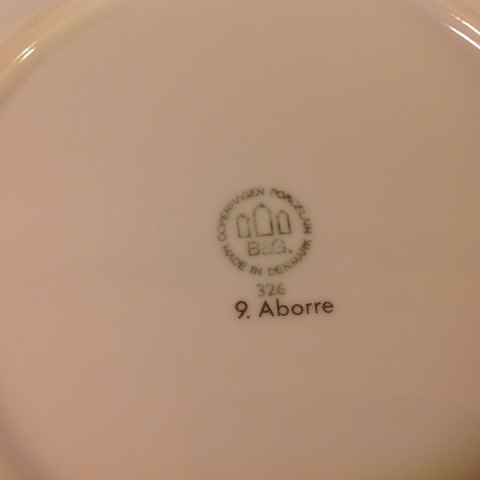 COPENHAGEN PORCELAIN
B&G.
MADE IN DENMARK
326
9. Aborre